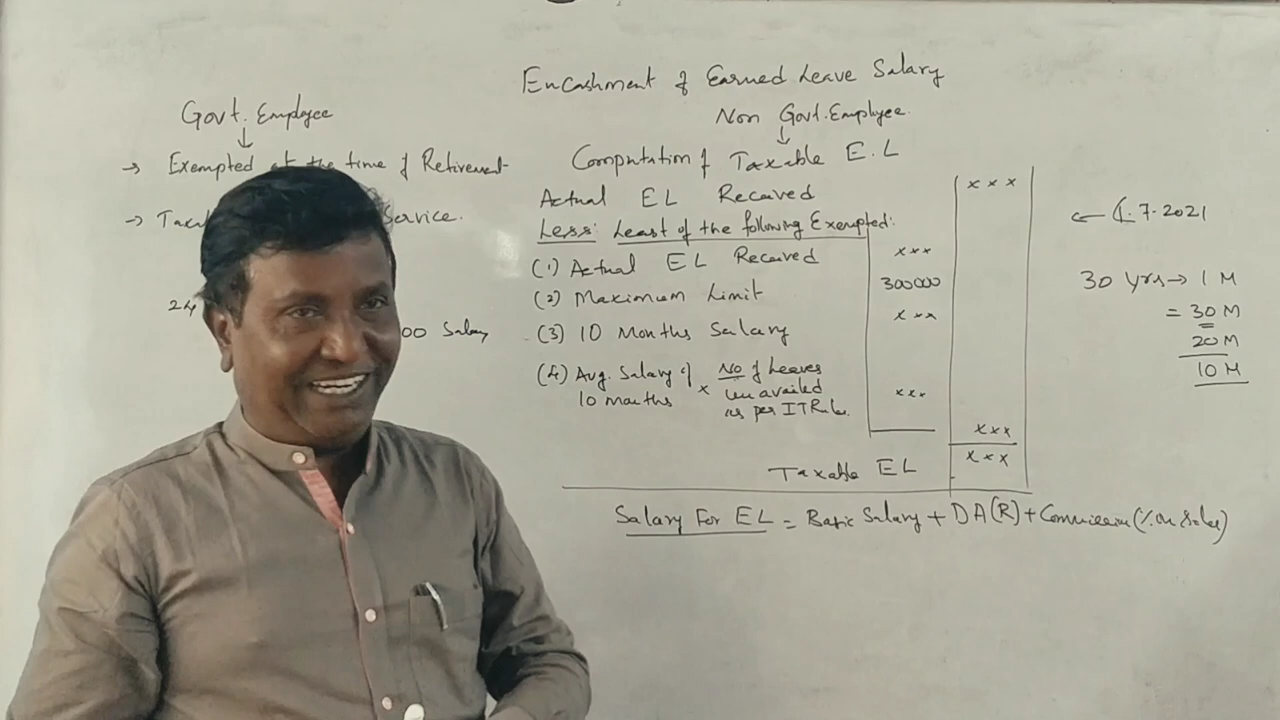 Encashment of Earned Leave Salary
Govt. Employee
→ Exempted at the time of Retirement
→ Service.
24
00 Salary
Non Govt. Employee.
Computation of Taxable E.L
Actual EL Received xxx
Less: Least of the following Exempted:
(1) Actual EL Received xxx
(2) Maximum Limit 300000
(3) 10 Months Salary xxx
(4) Avg. Salary of 10 months × No of Leaves unavailed as per IT Rule. xxx
xxx
Taxable EL xxx
Salary For EL = Basic Salary + DA(R) + Commission (% on Sales)
← 1.7.2021
30 yrs → 1 M
= 30 M
20 M
10 M